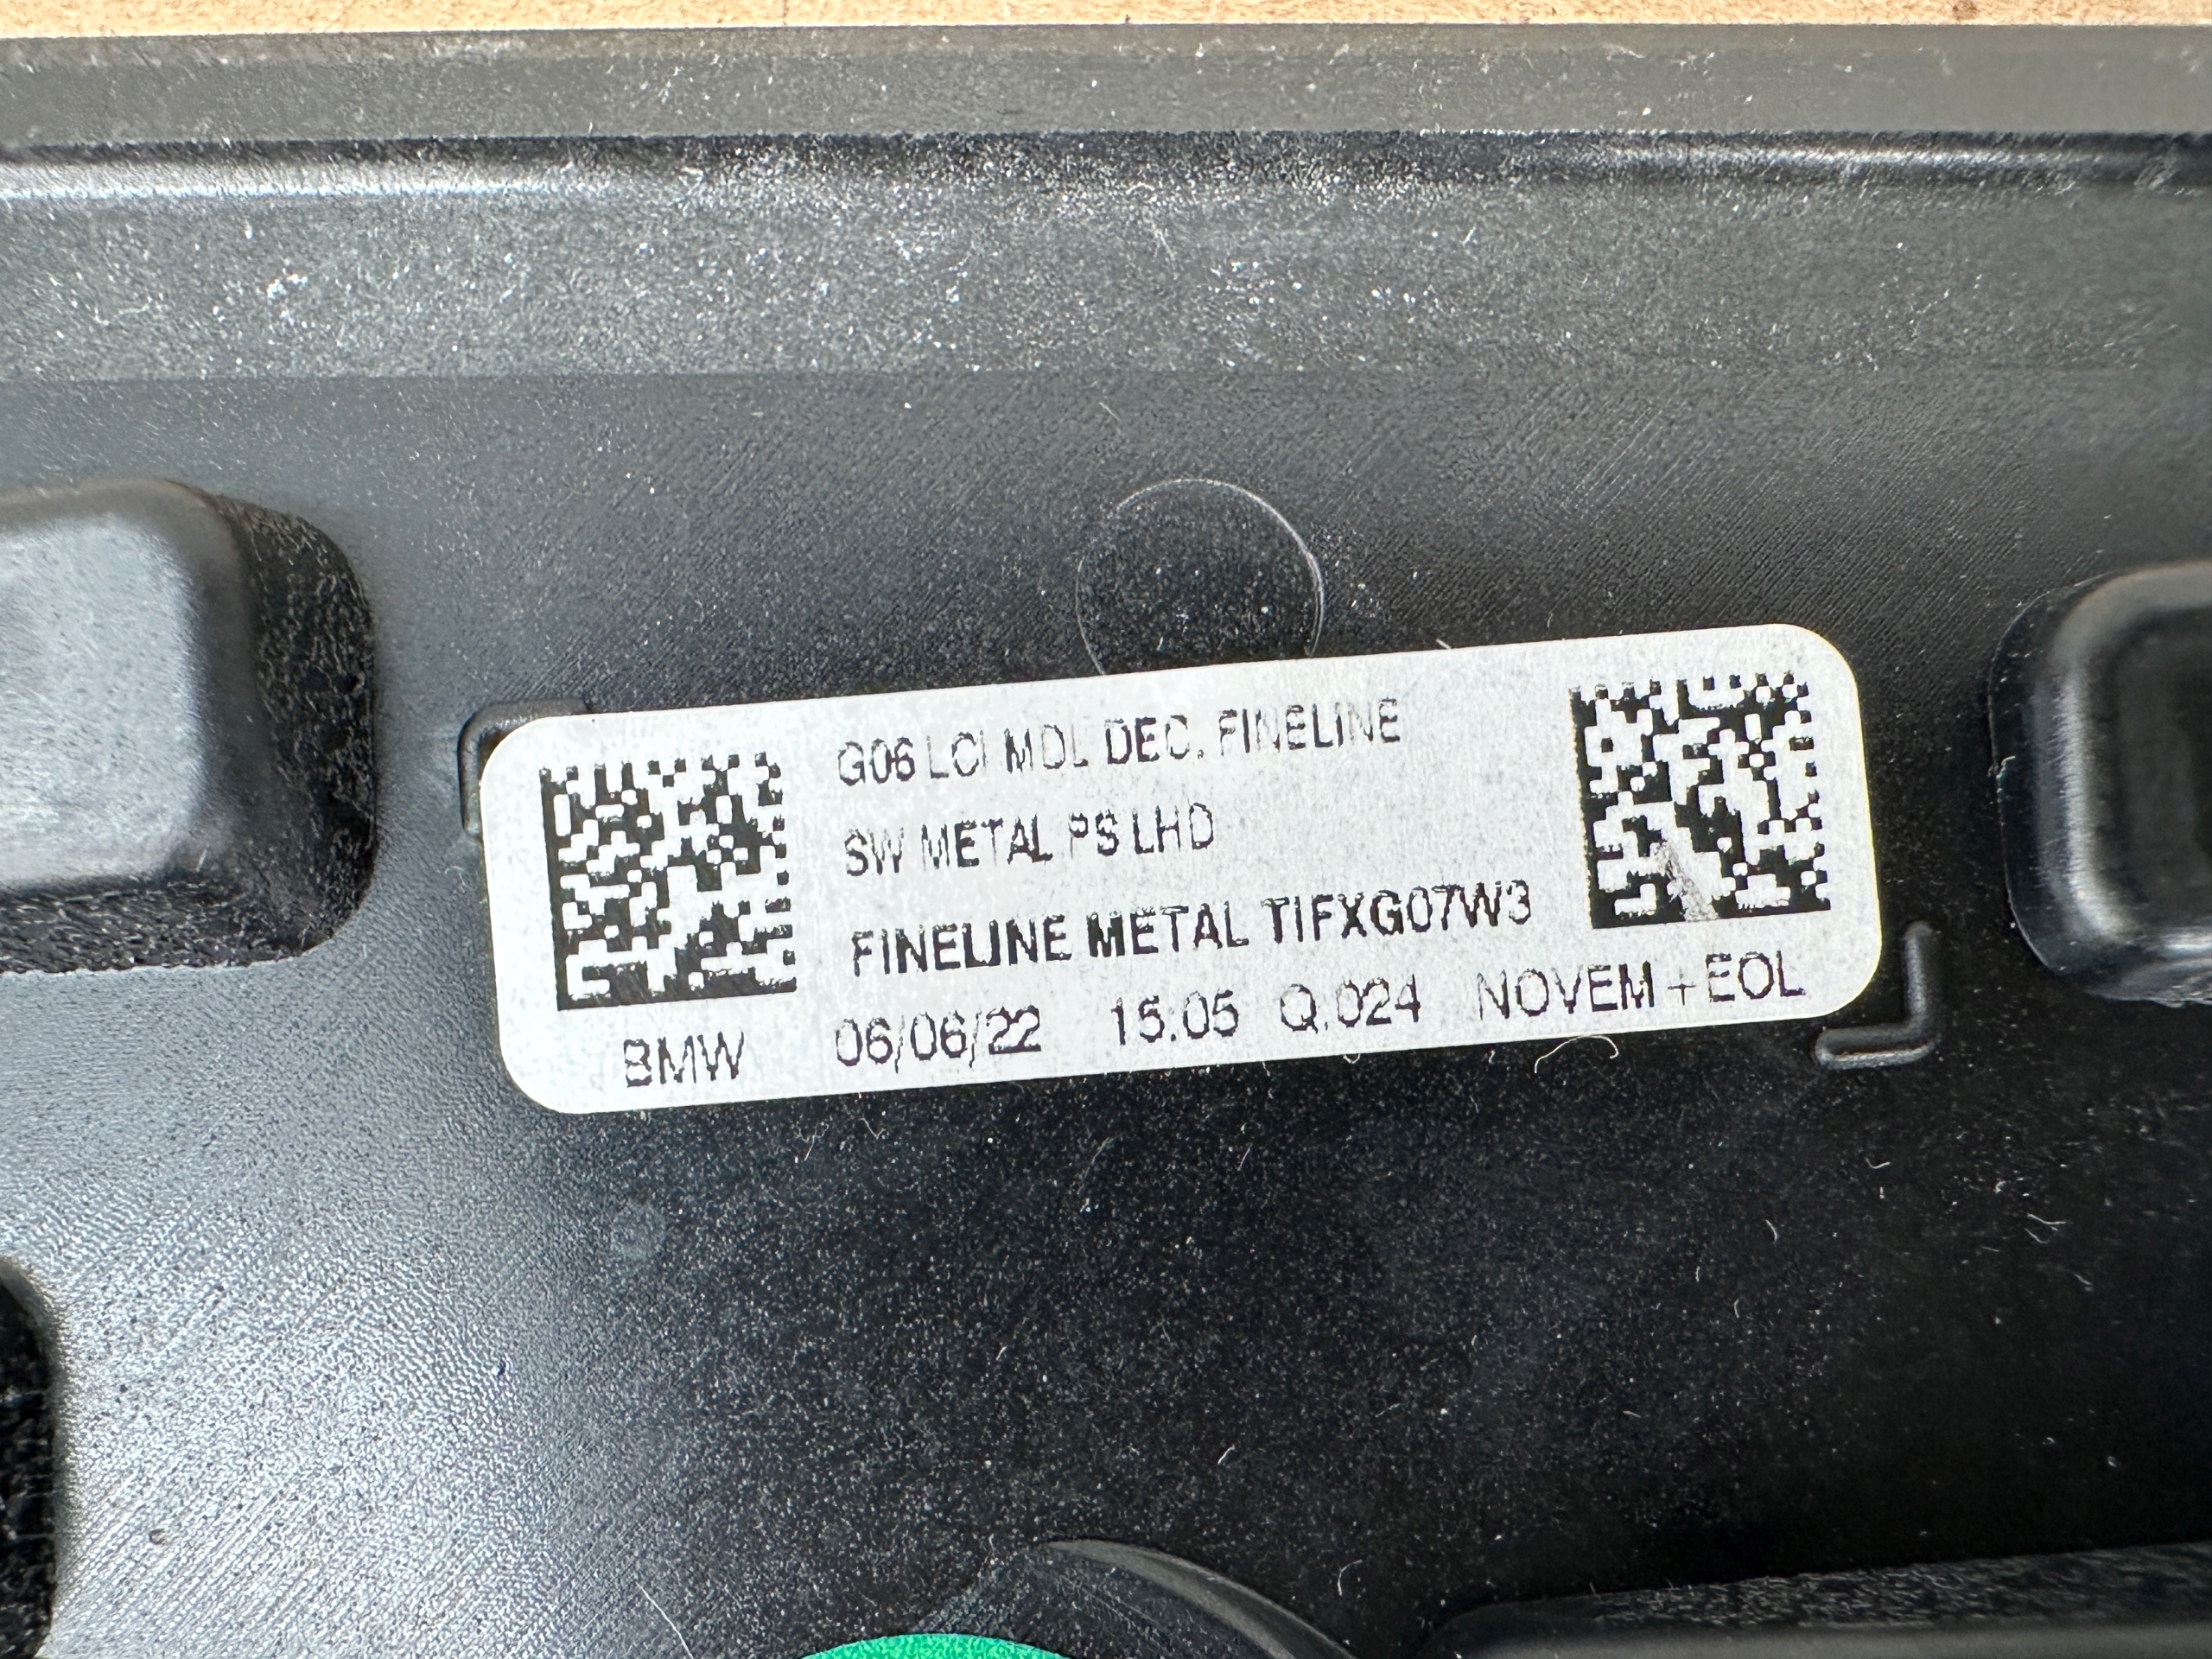 G06 LCI MDL DEC. FINELINE
SW METAL PS LHD
FINELINE METAL TIFXG07W3
BMW 06/06/22 15:05 Q.024 NOVEM+EOL